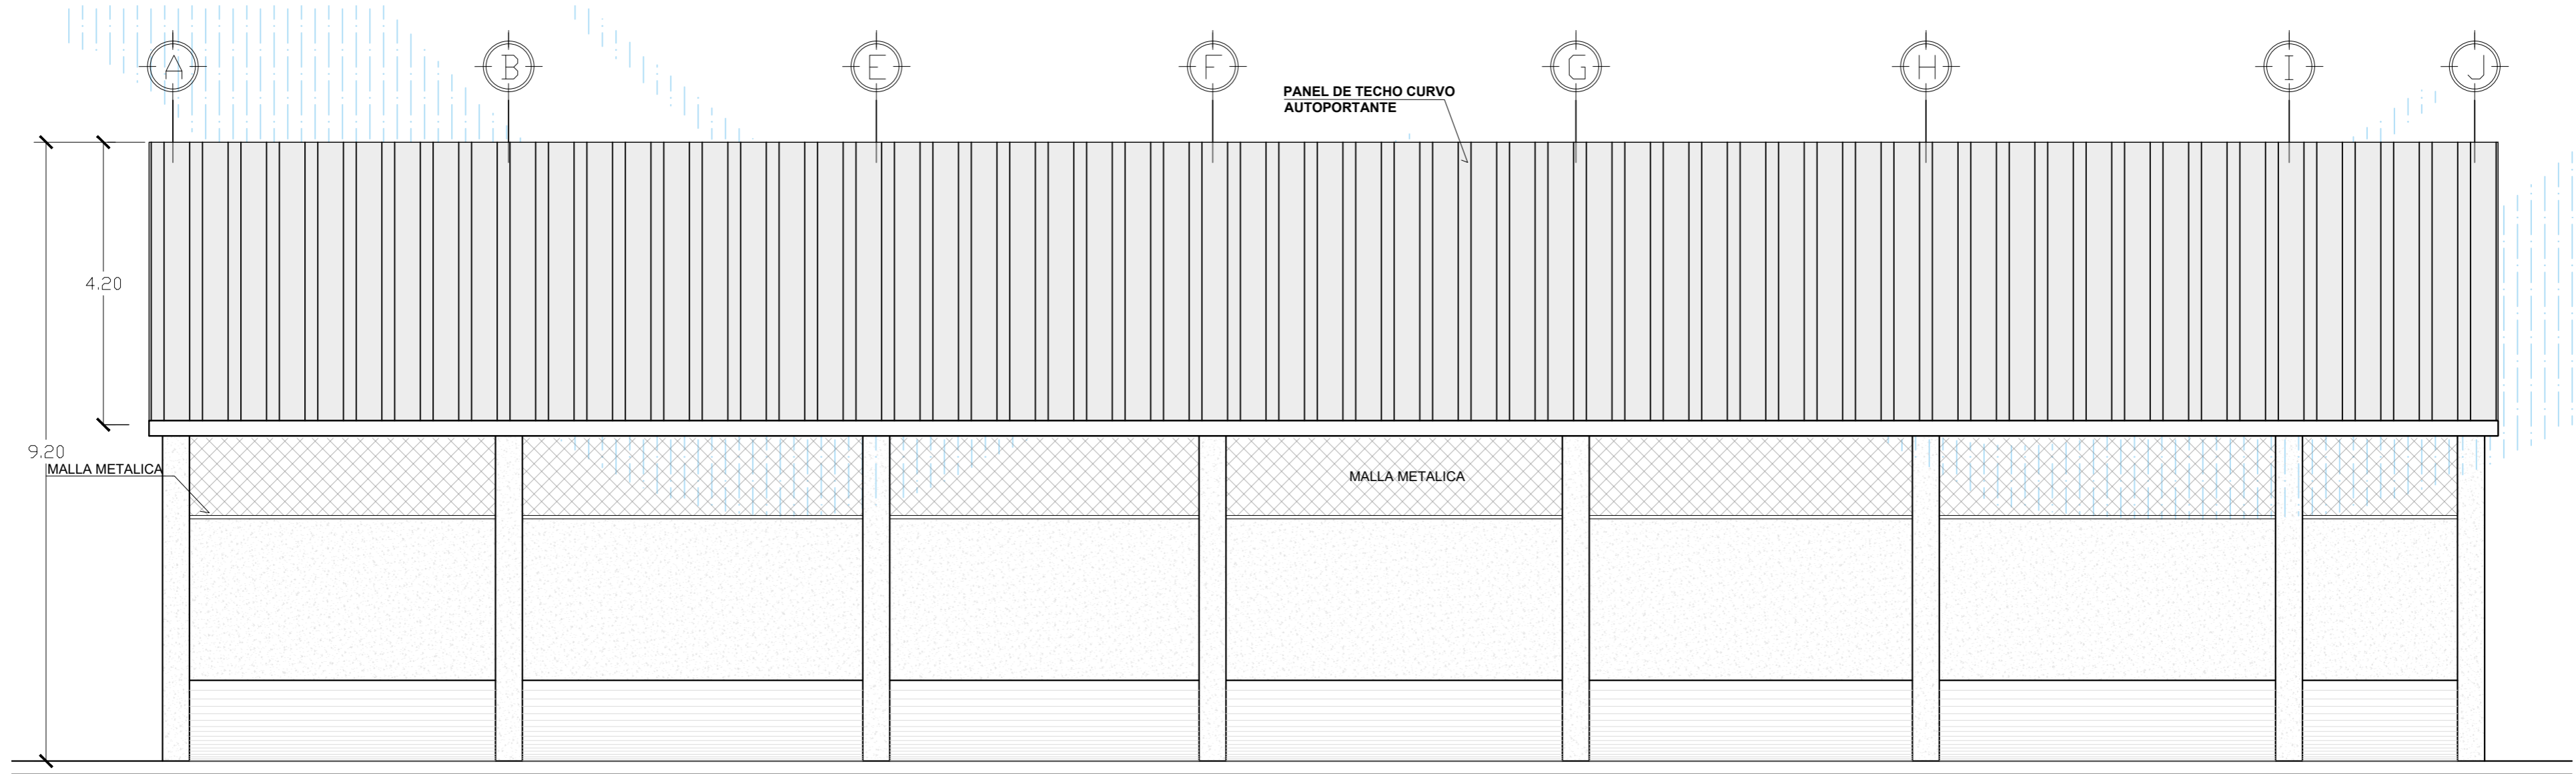 A
B
E
F
G
H
I
J
PANEL DE TECHO CURVO
AUTOPORTANTE
4.20
9.20
MALLA METALICA
MALLA METALICA